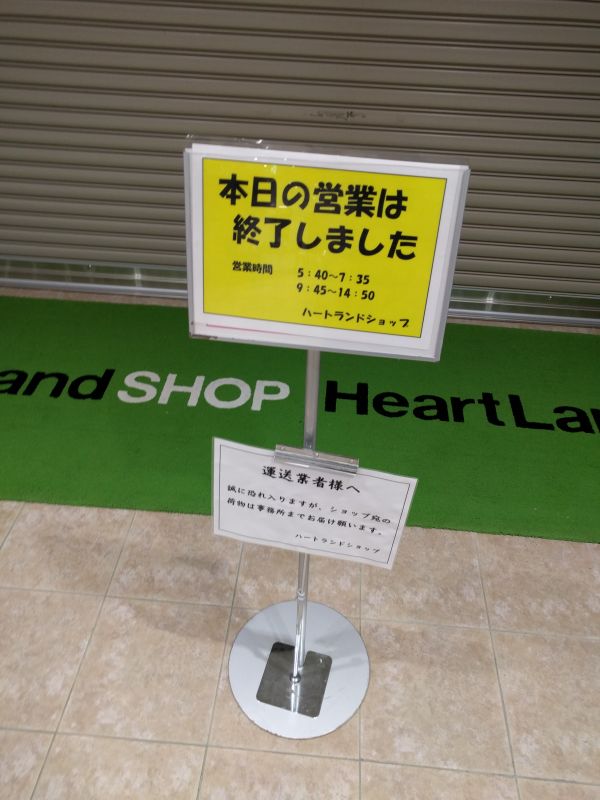 本日の営業は
終了しました
営業時間 5:40〜7:35
9:45〜14:50
ハートランドショップ
and SHOP HeartLan
運送業者様へ
誠に恐れ入りますが、ショップ宛の
荷物は事務所までお届け願います。
ハートランドショップ